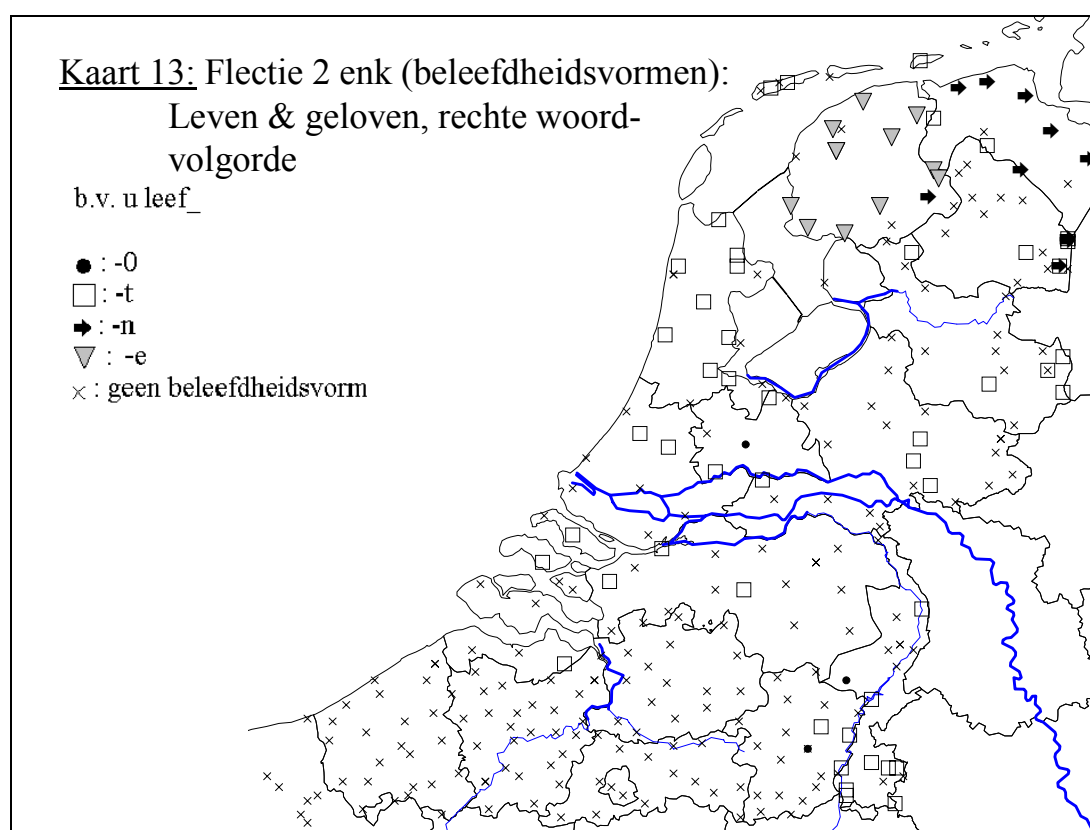 Kaart 13: Flectie 2 enk (beleefdheidsvormen):
Leven & geloven, rechte woord-
volgorde
b.v. u leef_
: -0
: -t
: -n
: -e
: geen beleefdheidsvorm